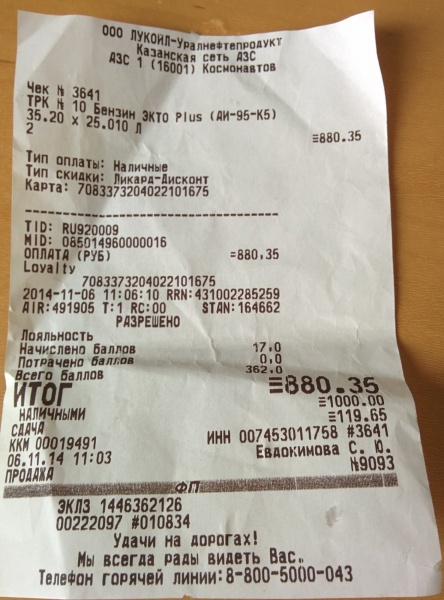 ООО ЛУКОЙЛ-Уралнефтепродукт
Казанская сеть АЗС
АЗС 1 (16001) Космонавтов
Чек № 3641
ТРК № 10 Бензин ЭКТО Plus (АИ-95-К5)
35.20 x 25.010 Л
2 ≡880.35
Тип оплаты: Наличные
Тип скидки: Ликард-Дисконт
Карта: 7083373204022101675
--------------------------------
TID: RU920009
MID: 085014960000016
ОПЛАТА (РУБ) =880,35
Loyalty
7083373204022101675
2014-11-06 11:06:10 RRN:431002285259
AIR:491905 T:1 RC:00 STAN:164662
РАЗРЕШЕНО
Лояльность
Начислено баллов 17,0
Потрачено баллов 0,0
Всего баллов 362,0
ИТОГ ≡880.35
НАЛИЧНЫМИ ≡1000.00
СДАЧА ≡119.65
ККМ 00019491 ИНН 007453011758 #3641
06.11.14 11:03 Евдокимова С. Ю.
ПРОДАЖА №9093
ФП
ЭКЛЗ 1446362126
00222097 #010834
Удачи на дорогах!
Мы всегда рады видеть Вас.
Телефон горячей линии:8-800-5000-043